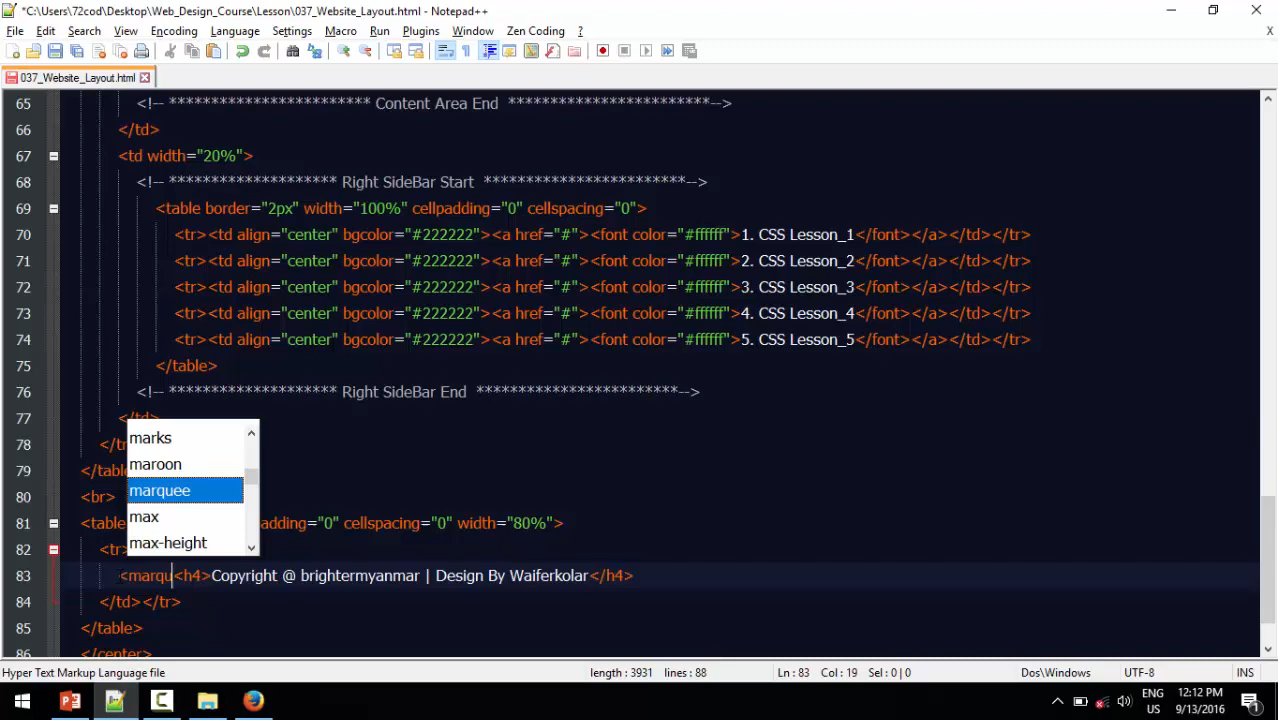 *C:\Users\72cod\Desktop\Web_Design_Course\Lesson\037_Website_Layout.html - Notepad++
File Edit Search View Encoding Language Settings Macro Run Plugins Window Zen Coding ? X
037_Website_Layout.html
65 <!-- ************************ Content Area End ************************-->
66 </td>
67 <td width="20%">
68 <!-- ******************** Right SideBar Start ************************-->
69 <table border="2px" width="100%" cellpadding="0" cellspacing="0">
70 <tr><td align="center" bgcolor="#222222"><a href="#"><font color="#ffffff">1. CSS Lesson_1</font></a></td></tr>
71 <tr><td align="center" bgcolor="#222222"><a href="#"><font color="#ffffff">2. CSS Lesson_2</font></a></td></tr>
72 <tr><td align="center" bgcolor="#222222"><a href="#"><font color="#ffffff">3. CSS Lesson_3</font></a></td></tr>
73 <tr><td align="center" bgcolor="#222222"><a href="#"><font color="#ffffff">4. CSS Lesson_4</font></a></td></tr>
74 <tr><td align="center" bgcolor="#222222"><a href="#"><font color="#ffffff">5. CSS Lesson_5</font></a></td></tr>
75 </table>
76 <!-- ******************** Right SideBar End ************************-->
77 </td>
78 </tr
79 </table
80 <br>
81 <table adding="0" cellspacing="0" width="80%">
82 <tr>
83 <marqu<h4>Copyright @ brightermyanmar | Design By Waiferkolar</h4>
84 </td></tr>
85 </table>
86 </center>
marks
maroon
marquee
max
max-height
Hyper Text Markup Language file length : 3931 lines : 88 Ln : 83 Col : 19 Sel : 0 | 0 Dos\Windows UTF-8 INS
ENG
US
12:12 PM
9/13/2016
1